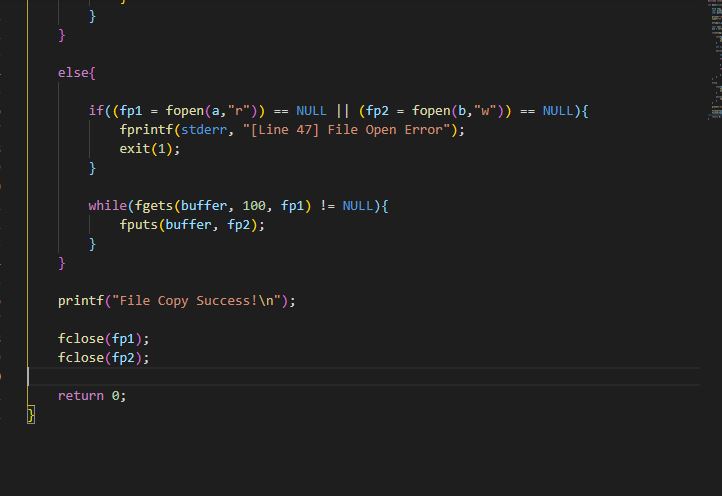 }
}
else{
if((fp1 = fopen(a,"r")) == NULL || (fp2 = fopen(b,"w")) == NULL){
fprintf(stderr, "[Line 47] File Open Error");
exit(1);
}
while(fgets(buffer, 100, fp1) != NULL){
fputs(buffer, fp2);
}
}
printf("File Copy Success!\n");
fclose(fp1);
fclose(fp2);
return 0;
}